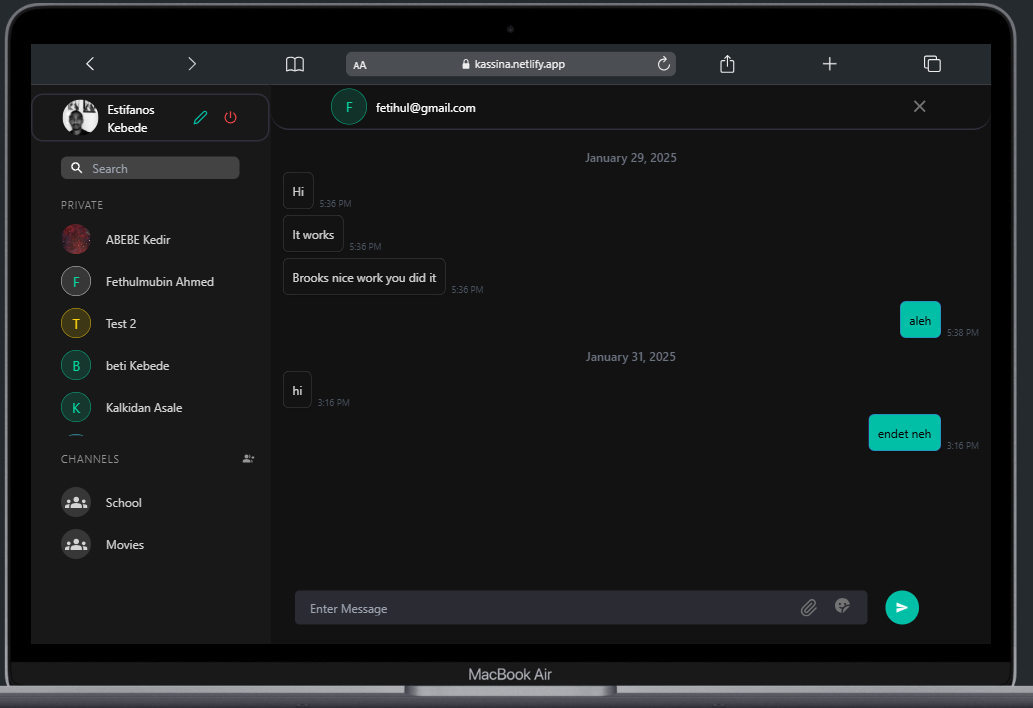 AA
kassina.netlify.app
Estifanos
Kebede
F
fetihul@gmail.com
Search
PRIVATE
ABEBE Kedir
F
Fethulmubin Ahmed
T
Test 2
B
beti Kebede
K
Kalkidan Asale
CHANNELS
School
Movies
January 29, 2025
Hi
5:36 PM
It works
5:36 PM
Brooks nice work you did it
5:36 PM
aleh
5:38 PM
January 31, 2025
hi
3:16 PM
endet neh
3:16 PM
Enter Message
MacBook Air